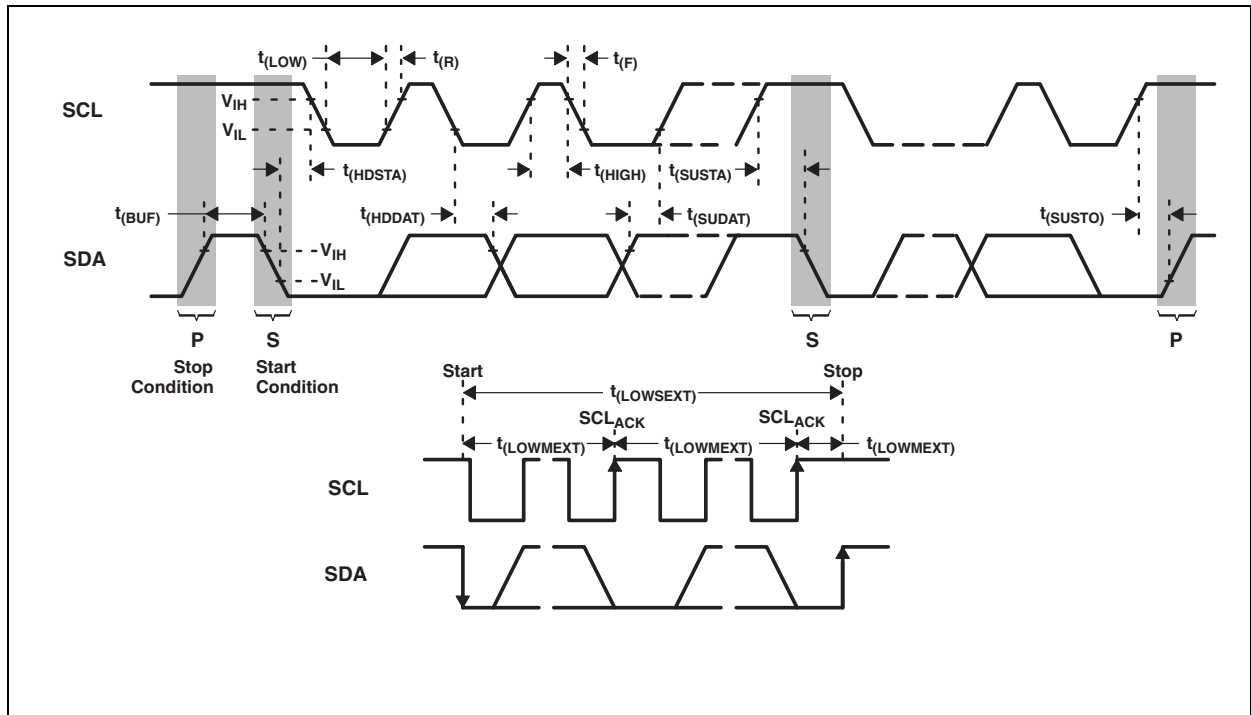 t(LOW)
t(R)
t(F)
SCL
VIH
VIL
t(HDSTA)
t(HIGH)
t(SUSTA)
t(BUF)
t(HDDAT)
t(SUDAT)
t(SUSTO)
SDA
VIH
VIL
P
S
S
P
Stop
Condition
Start
Condition
Start
Stop
t(LOWSEXT)
SCLACK
SCLACK
t(LOWMEXT)
t(LOWMEXT)
t(LOWMEXT)
SCL
SDA